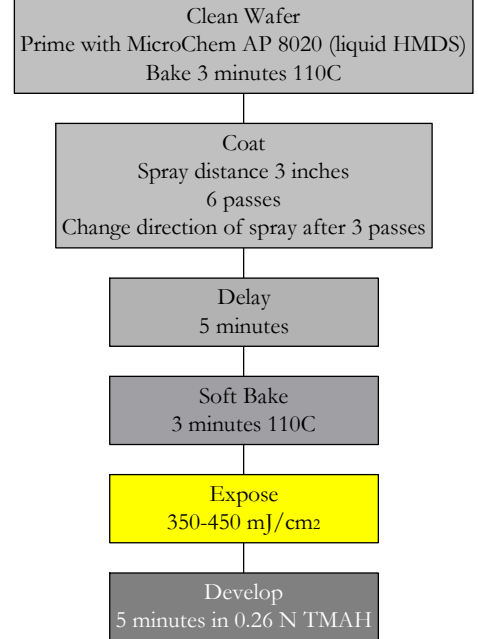 Clean Wafer
Prime with MicroChem AP 8020 (liquid HMDS)
Bake 3 minutes 110C
Coat
Spray distance 3 inches
6 passes
Change direction of spray after 3 passes
Delay
5 minutes
Soft Bake
3 minutes 110C
Expose
350-450 mJ/cm2
Develop
5 minutes in 0.26 N TMAH